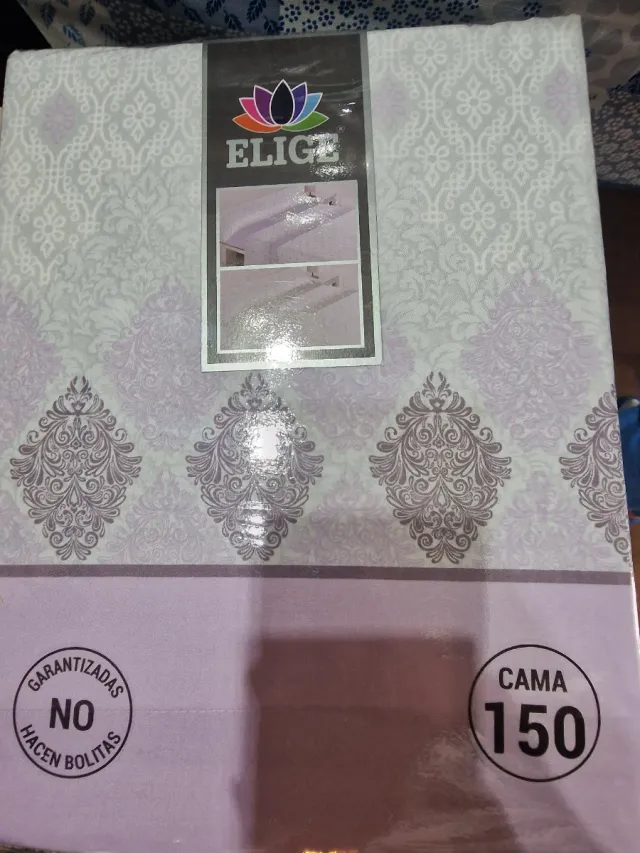 ELIGE
GARANTIZADAS
NO
HACEN BOLITAS
CAMA
150